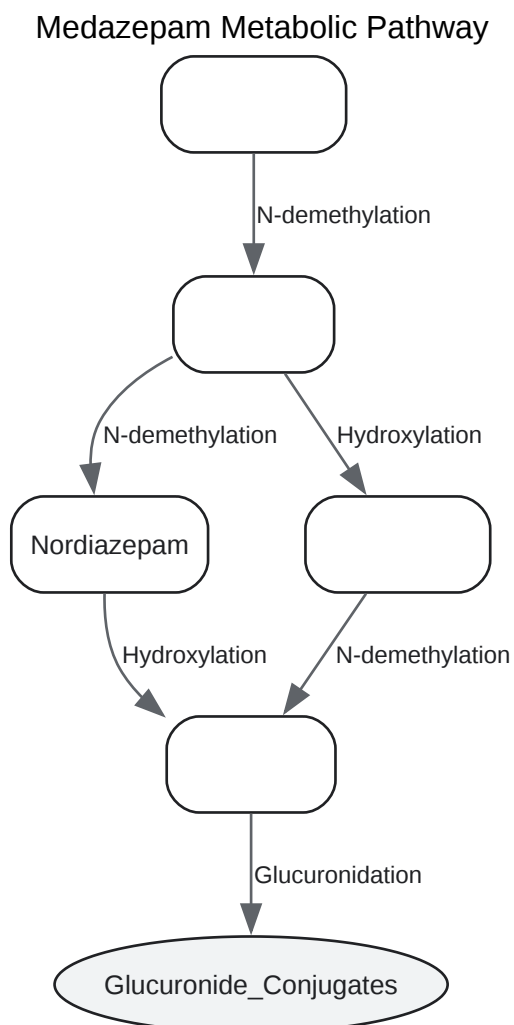 Medazepam Metabolic Pathway
N-demethylation
N-demethylation
Hydroxylation
Nordiazepam
Hydroxylation
N-demethylation
Glucuronidation
Glucuronide_Conjugates